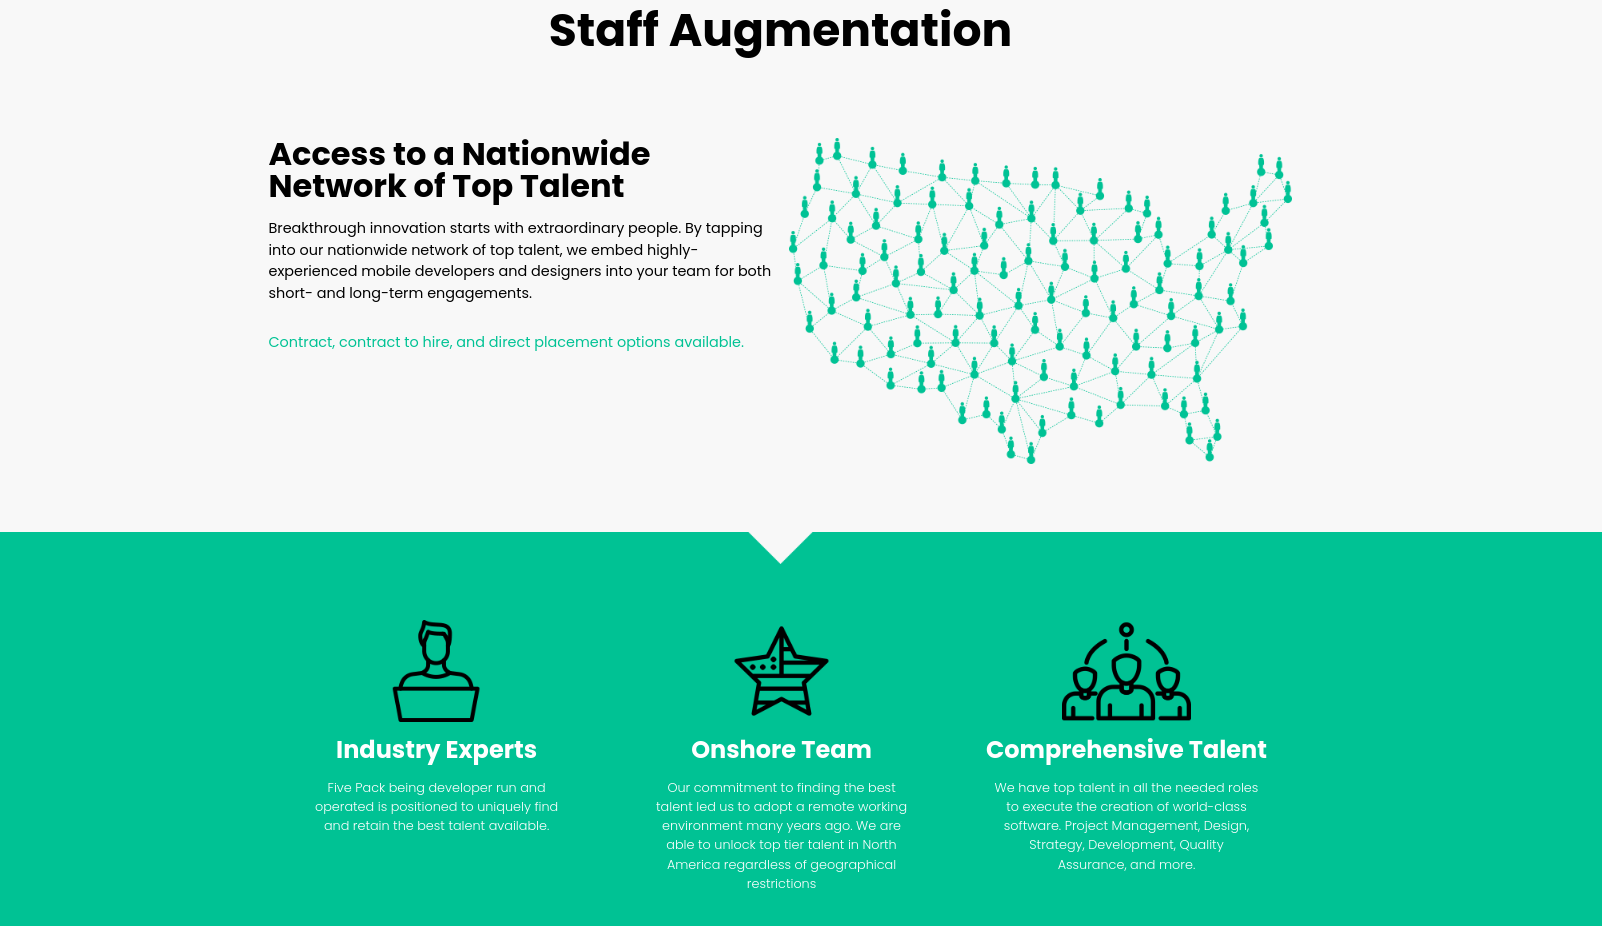 Staff Augmentation
Access to a Nationwide
Network of Top Talent
Breakthrough innovation starts with extraordinary people. By tapping
into our nationwide network of top talent, we embed highly-
experienced mobile developers and designers into your team for both
short- and long-term engagements.
Contract, contract to hire, and direct placement options available.
Industry Experts
Five Pack being developer run and
operated is positioned to uniquely find
and retain the best talent available.
Onshore Team
Our commitment to finding the best
talent led us to adopt a remote working
environment many years ago. We are
able to unlock top tier talent in North
America regardless of geographical
restrictions
Comprehensive Talent
We have top talent in all the needed roles
to execute the creation of world-class
software. Project Management, Design,
Strategy, Development, Quality
Assurance, and more.